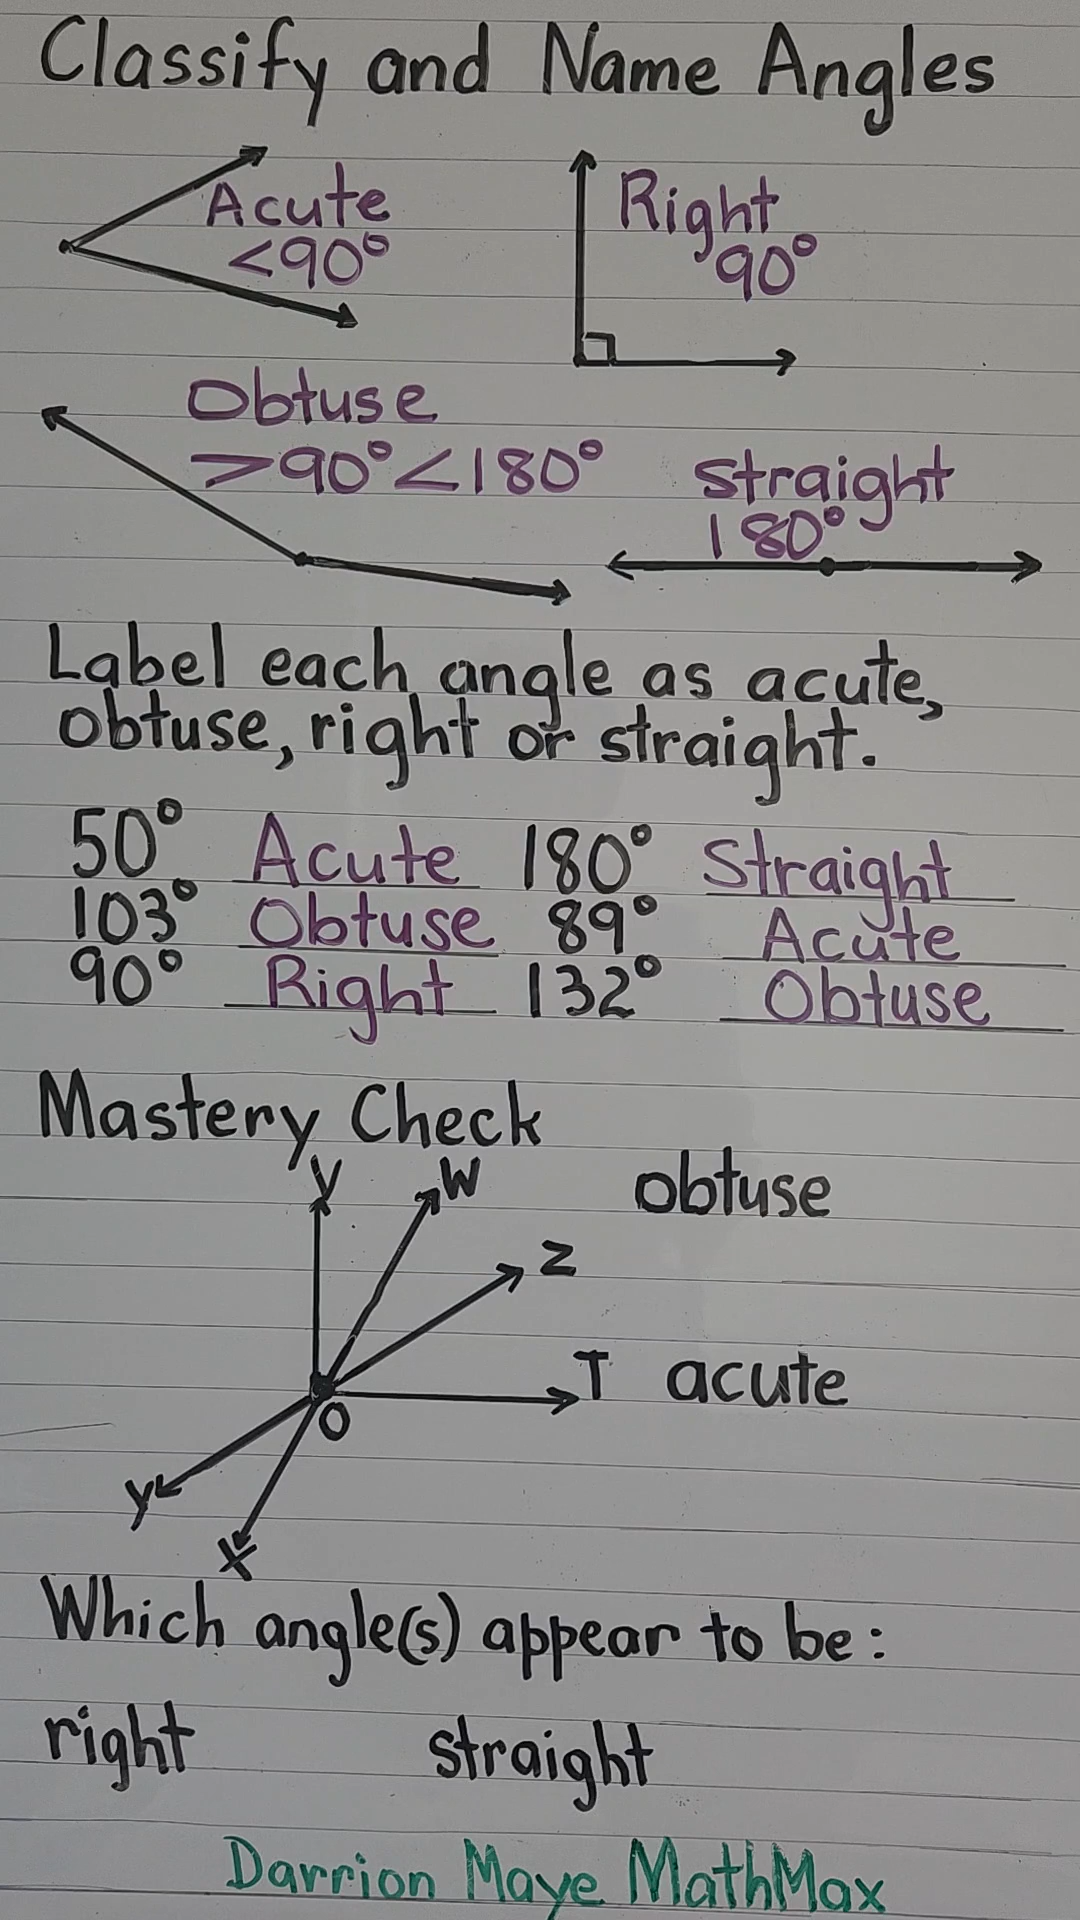 Classify and Name Angles
Acute
<90°
Right
90°
Obtuse
>90°<180°
Straight
180°
Label each angle as acute,
obtuse, right or straight.
50° Acute 180° Straight
103° Obtuse 89° Acute
90° Right 132° Obtuse
Mastery Check
V
W
obtuse
Z
T acute
O
Y
X
Which angle(s) appear to be:
right straight
Darrion Maye MathMax